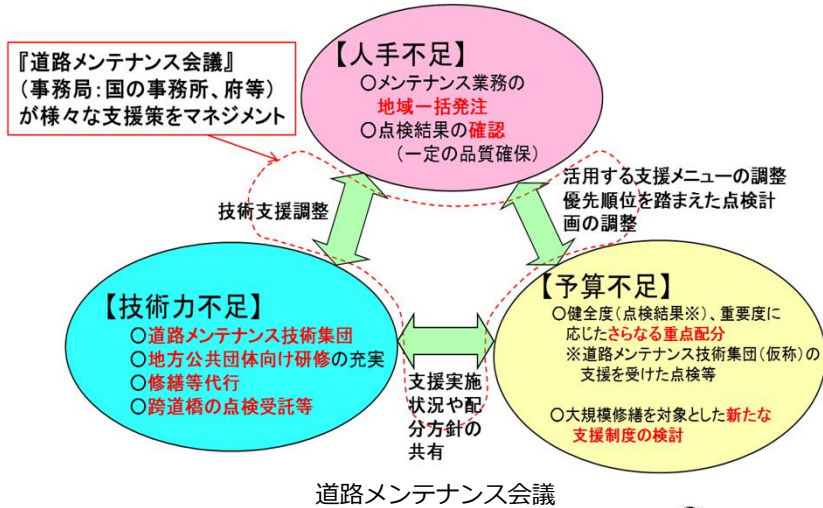 『道路メンテナンス会議』
(事務局:国の事務所、府等)
が様々な支援策をマネジメント
【人手不足】
○メンテナンス業務の
地域一括発注
○点検結果の確認
(一定の品質確保)
技術支援調整
活用する支援メニューの調整
優先順位を踏まえた点検計
画の調整
【技術力不足】
○道路メンテナンス技術集団
○地方公共団体向け研修の充実
○修繕等代行
○跨道橋の点検受託等
支援実施
状況や配
分方針の
共有
【予算不足】
○健全度(点検結果※)、重要度に
応じたさらなる重点配分
※道路メンテナンス技術集団(仮称)の
支援を受けた点検等
○大規模修繕を対象とした新たな
支援制度の検討
道路メンテナンス会議